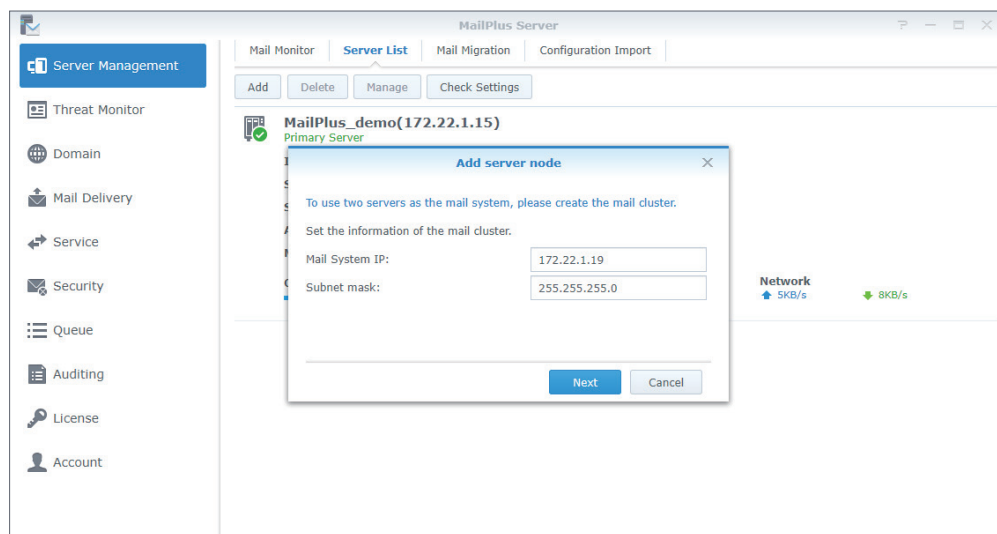 MailPlus Server
Server Management
Threat Monitor
Domain
Mail Delivery
Service
Security
Queue
Auditing
License
Account
Mail Monitor Server List Mail Migration Configuration Import
Add Delete Manage Check Settings
MailPlus_demo(172.22.1.15)
Primary Server
Add server node
To use two servers as the mail system, please create the mail cluster.
Set the information of the mail cluster.
Mail System IP: 172.22.1.19
Subnet mask: 255.255.255.0
Next Cancel
Network
5KB/s 8KB/s